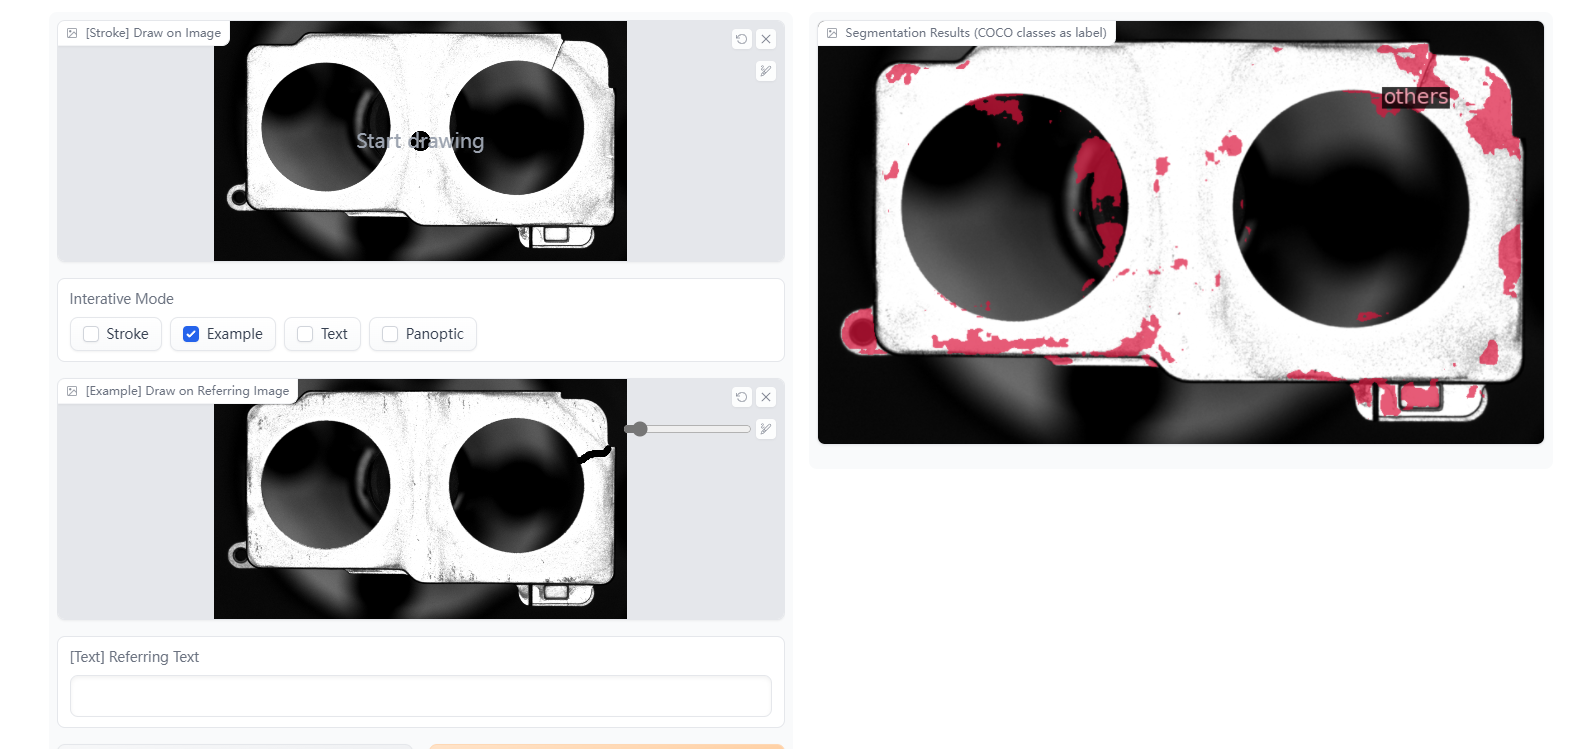 [Stroke] Draw on Image
Start drawing
Interative Mode
Stroke
Example
Text
Panoptic
[Example] Draw on Referring Image
[Text] Referring Text
Segmentation Results (COCO classes as label)
others